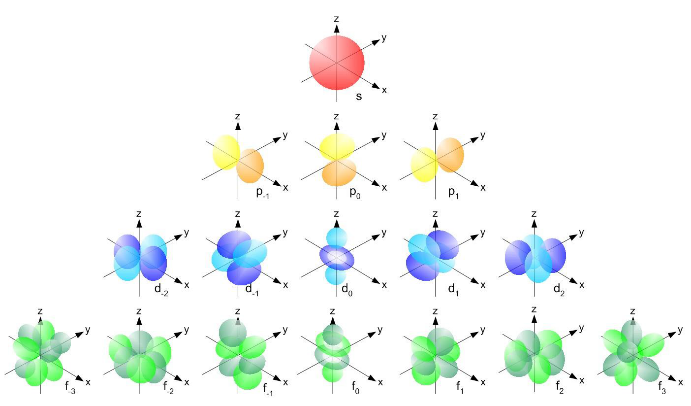 z
y
x
s
z z z
y y y
x x x
p-1 p0 p1
z z z z z
y y y y y
x x x x x
d-2 d-1 d0 d1 d2
z z z z z z z
y y y y y y y
x x x x x x x
f-3 f-2 f-1 f0 f1 f2 f3